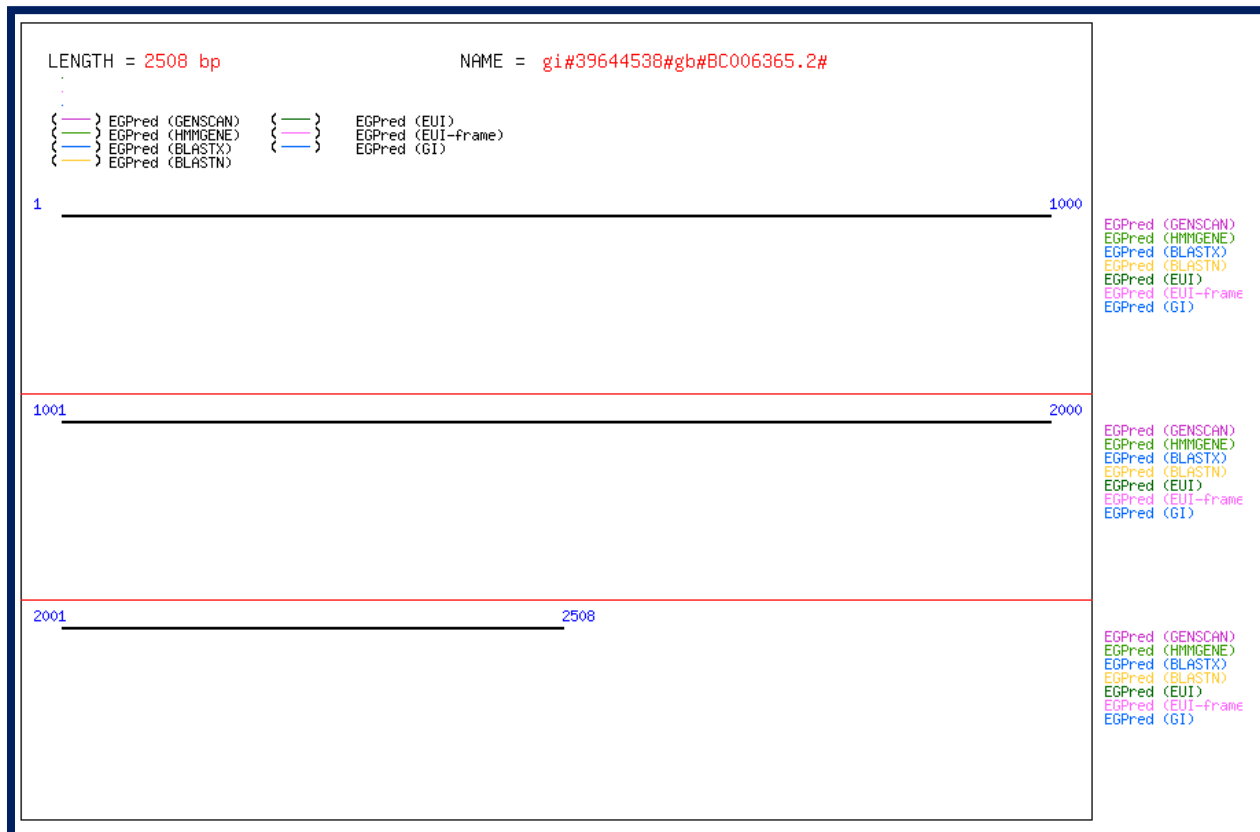 LENGTH = 2508 bp NAME = gi#39644538#gb#BC006365.2#
EGPred (GENSCAN) EGPred (EUI)
EGPred (HMMGENE) EGPred (EUI-frame)
EGPred (BLASTX) EGPred (GI)
EGPred (BLASTN)
1 1000
EGPred (GENSCAN)
EGPred (HMMGENE)
EGPred (BLASTX)
EGPred (BLASTN)
EGPred (EUI)
EGPred (EUI-frame
EGPred (GI)
1001 2000
EGPred (GENSCAN)
EGPred (HMMGENE)
EGPred (BLASTX)
EGPred (BLASTN)
EGPred (EUI)
EGPred (EUI-frame
EGPred (GI)
2001 2508
EGPred (GENSCAN)
EGPred (HMMGENE)
EGPred (BLASTX)
EGPred (BLASTN)
EGPred (EUI)
EGPred (EUI-frame
EGPred (GI)